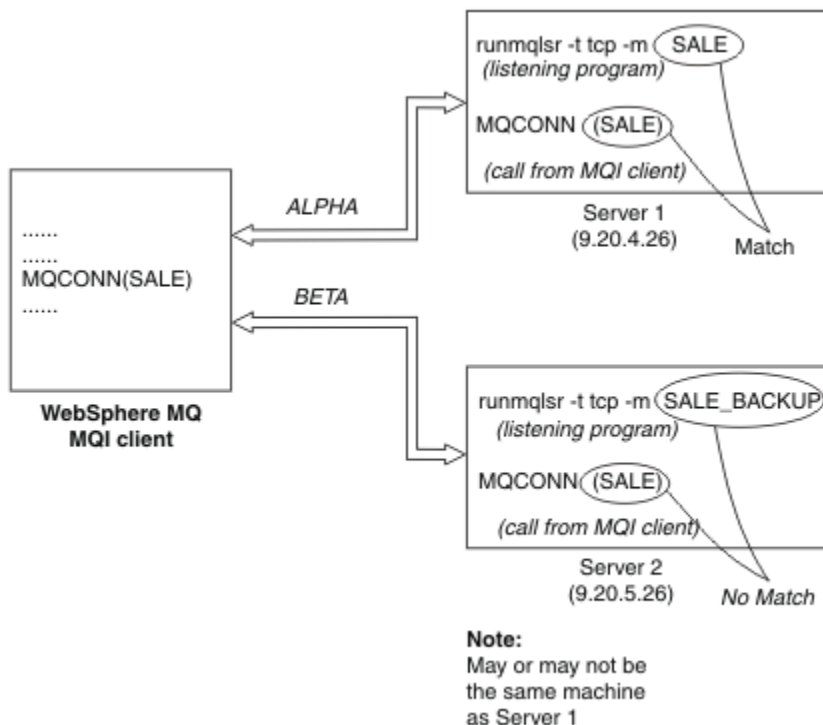 runmqlsr -t tcp -m SALE
(listening program)
MQCONN (SALE)
(call from MQI client)
Server 1
(9.20.4.26)
Match
ALPHA
......
......
MQCONN(SALE)
......
BETA
WebSphere MQ
MQI client
runmqlsr -t tcp -m SALE_BACKUP
(listening program)
MQCONN (SALE)
(call from MQI client)
Server 2
(9.20.5.26)
No Match
Note:
May or may not be
the same machine
as Server 1